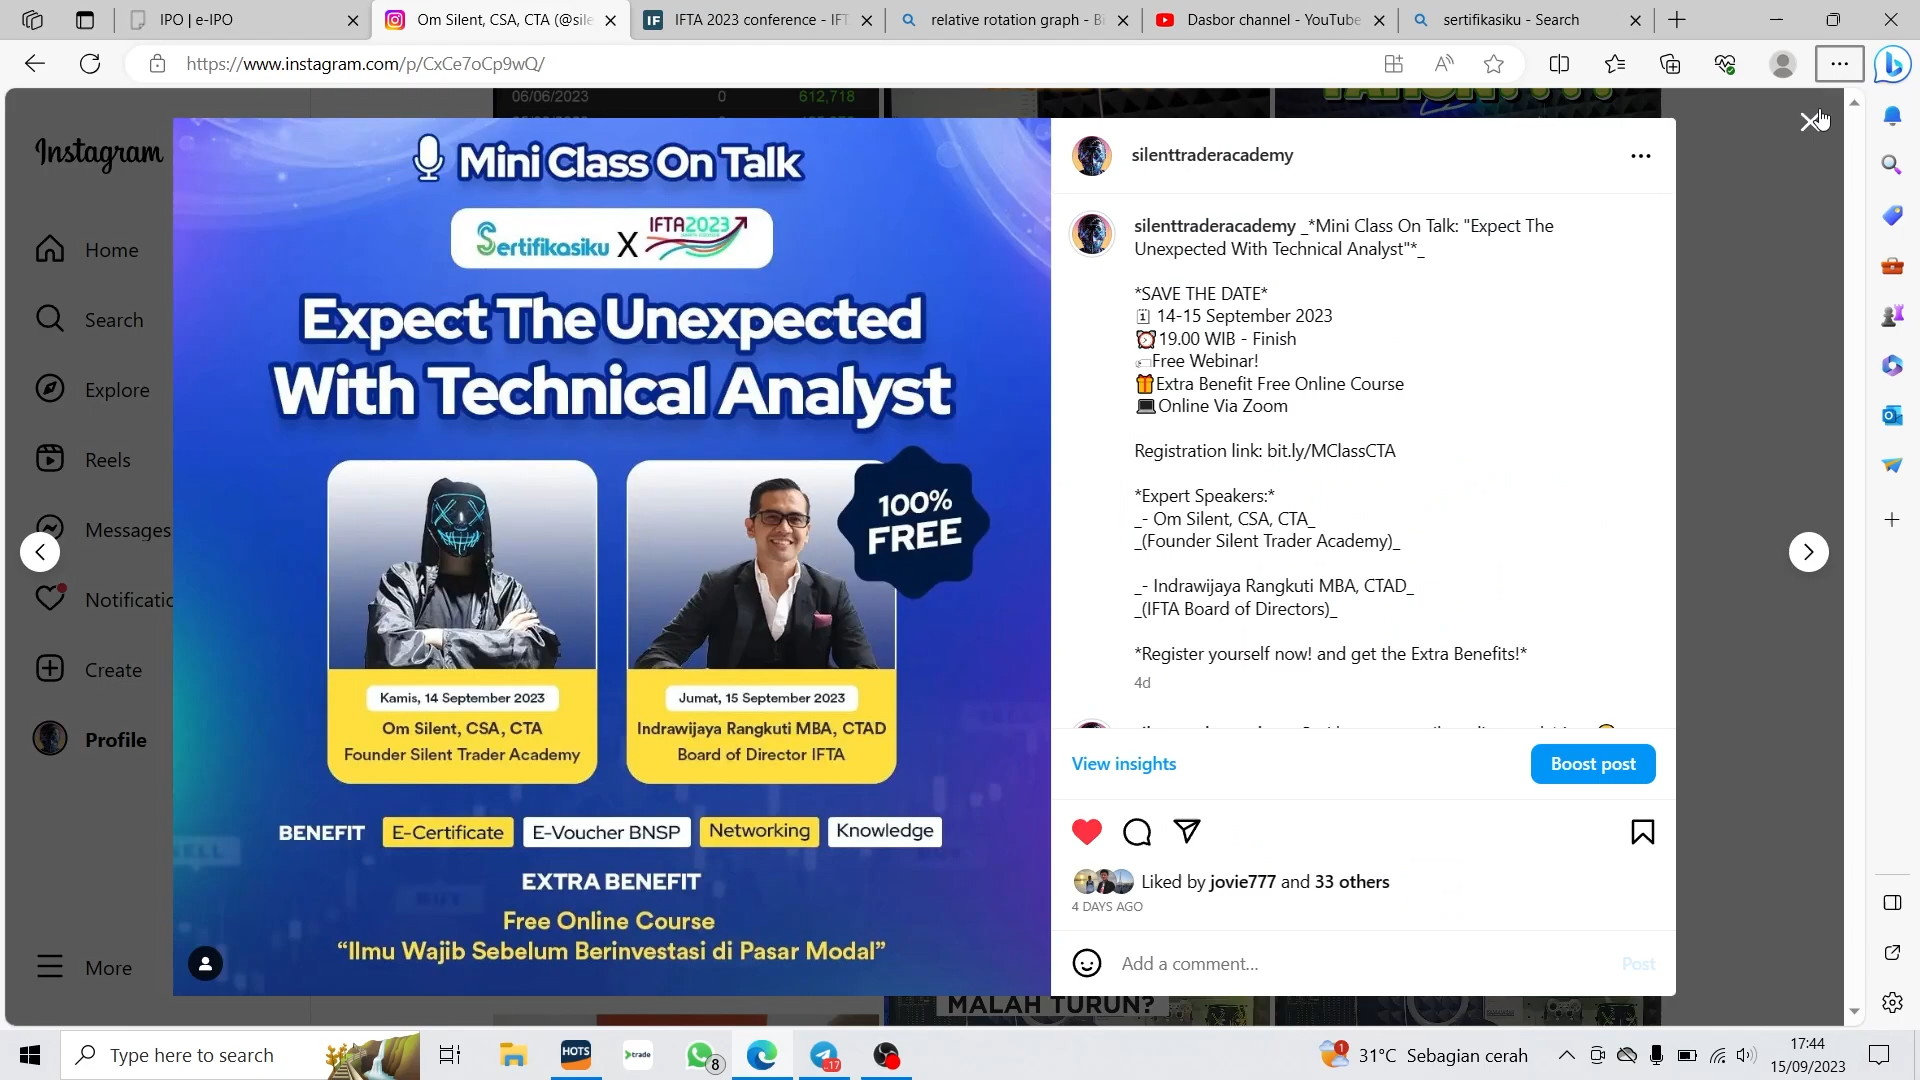 IPO | e-IPO
Om Silent, CSA, CTA (@sile
IFTA 2023 conference - IFT
relative rotation graph - Bi
Dasbor channel - YouTube
sertifikasiku - Search
https://www.instagram.com/p/CxCe7oCp9wQ/
06/06/2023 0 612,718
Instagram
Home
Search
Explore
Reels
Messages
Notificatic
Create
Profile
More
Mini Class On Talk
Sertifikasiku X IFTA2023
Expect The Unexpected
With Technical Analyst
100%
FREE
Kamis, 14 September 2023
Om Silent, CSA, CTA
Founder Silent Trader Academy
Jumat, 15 September 2023
Indrawijaya Rangkuti MBA, CTAD
Board of Director IFTA
BENEFIT E-Certificate E-Voucher BNSP Networking Knowledge
EXTRA BENEFIT
Free Online Course
“Ilmu Wajib Sebelum Berinvestasi di Pasar Modal”
MALAH TURUN?
silenttraderacademy
silenttraderacademy _*Mini Class On Talk: "Expect The
Unexpected With Technical Analyst"*_
*SAVE THE DATE*
14-15 September 2023
19.00 WIB - Finish
Free Webinar!
Extra Benefit Free Online Course
Online Via Zoom
Registration link: bit.ly/MClassCTA
*Expert Speakers:*
_- Om Silent, CSA, CTA_
_(Founder Silent Trader Academy)_
_- Indrawijaya Rangkuti MBA, CTAD_
_(IFTA Board of Directors)_
*Register yourself now! and get the Extra Benefits!*
4d
View insights
Boost post
Liked by jovie777 and 33 others
4 DAYS AGO
Add a comment...
Post
Type here to search
HOTS
trade
8
17
1
31°C Sebagian cerah
17:44
15/09/2023